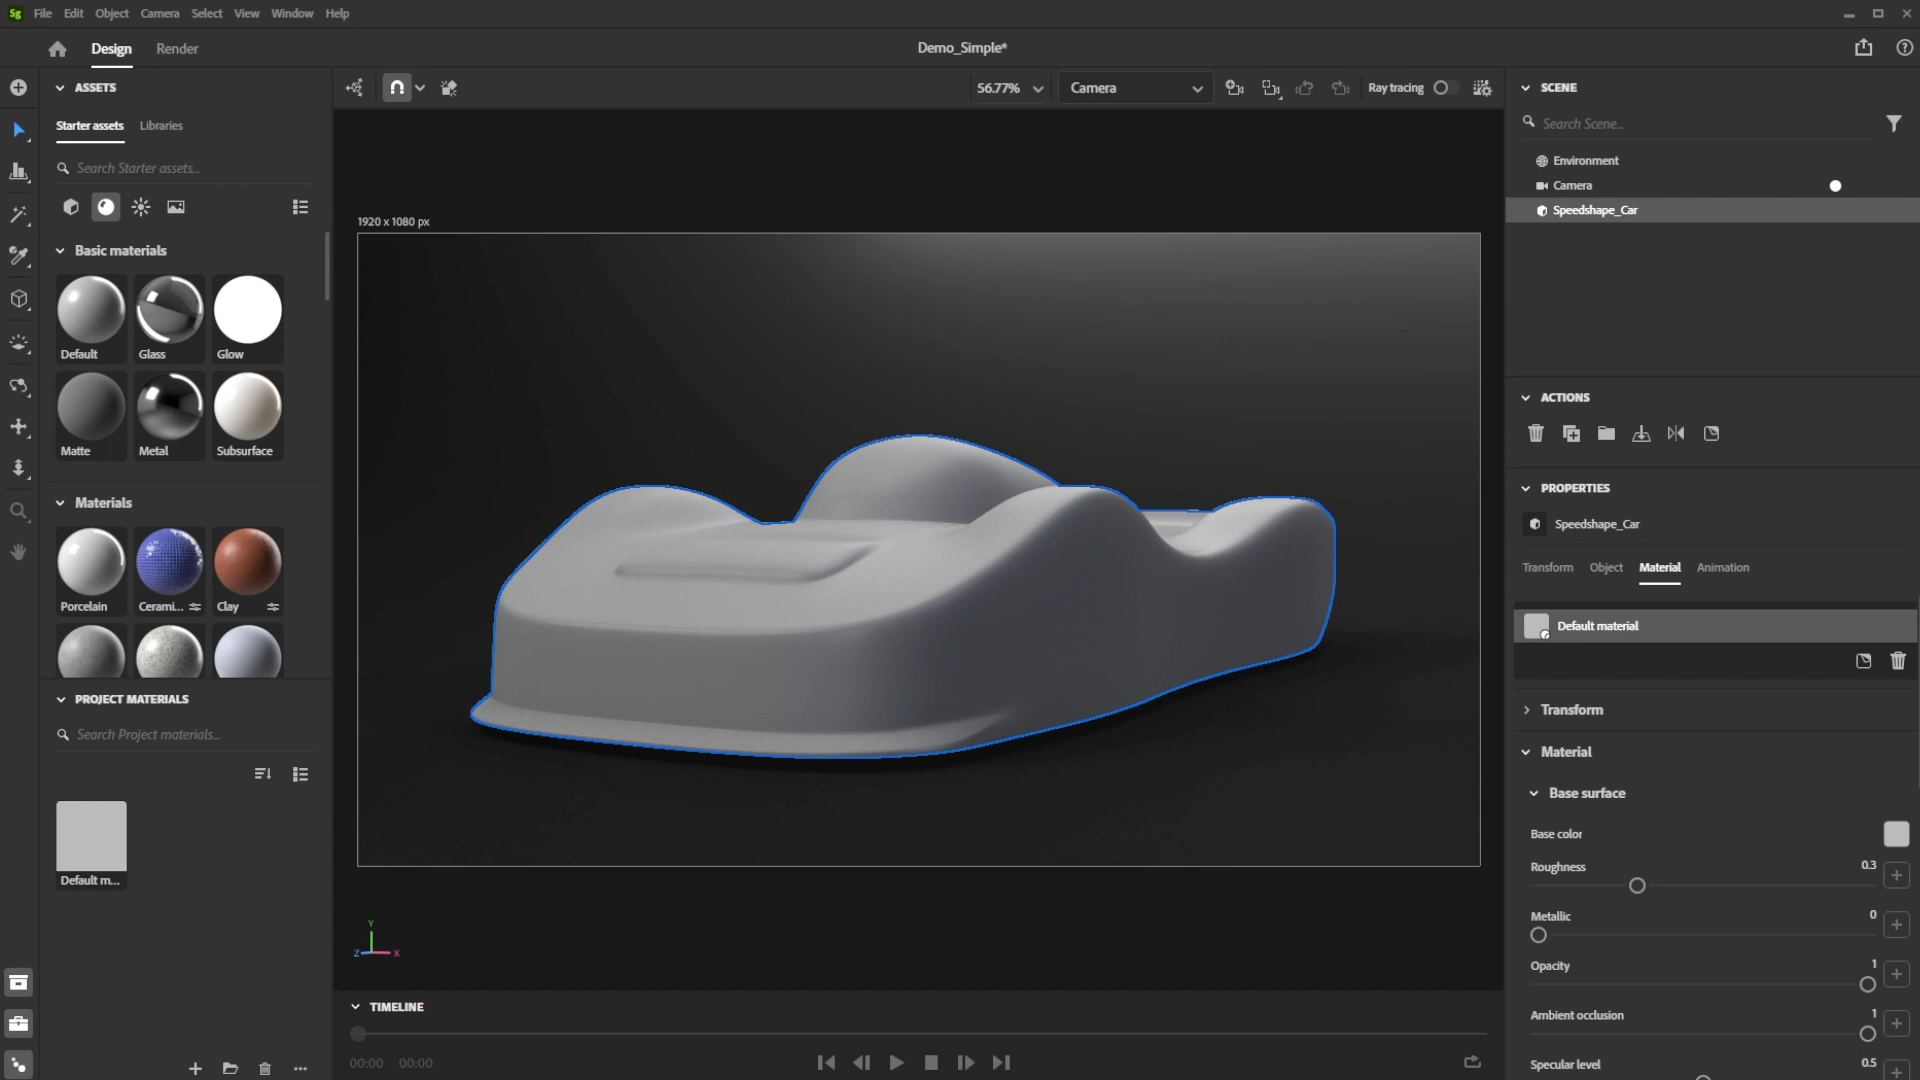 Sg File Edit Object Camera Select View Window Help
Design Render Demo_Simple*
ASSETS
Starter assets Libraries
Search Starter assets...
Basic materials
Default Glass Glow
Matte Metal Subsurface
Materials
Porcelain Cerami... Clay
PROJECT MATERIALS
Search Project materials...
Default m...
56.77% Camera Ray tracing
1920 x 1080 px
Y
Z X
TIMELINE
00:00 00:00
SCENE
Search Scene...
Environment
Camera
Speedshape_Car
ACTIONS
PROPERTIES
Speedshape_Car
Transform Object Material Animation
Default material
Transform
Material
Base surface
Base color
Roughness 0.3
Metallic 0
Opacity 1
Ambient occlusion 1
Specular level 0.5